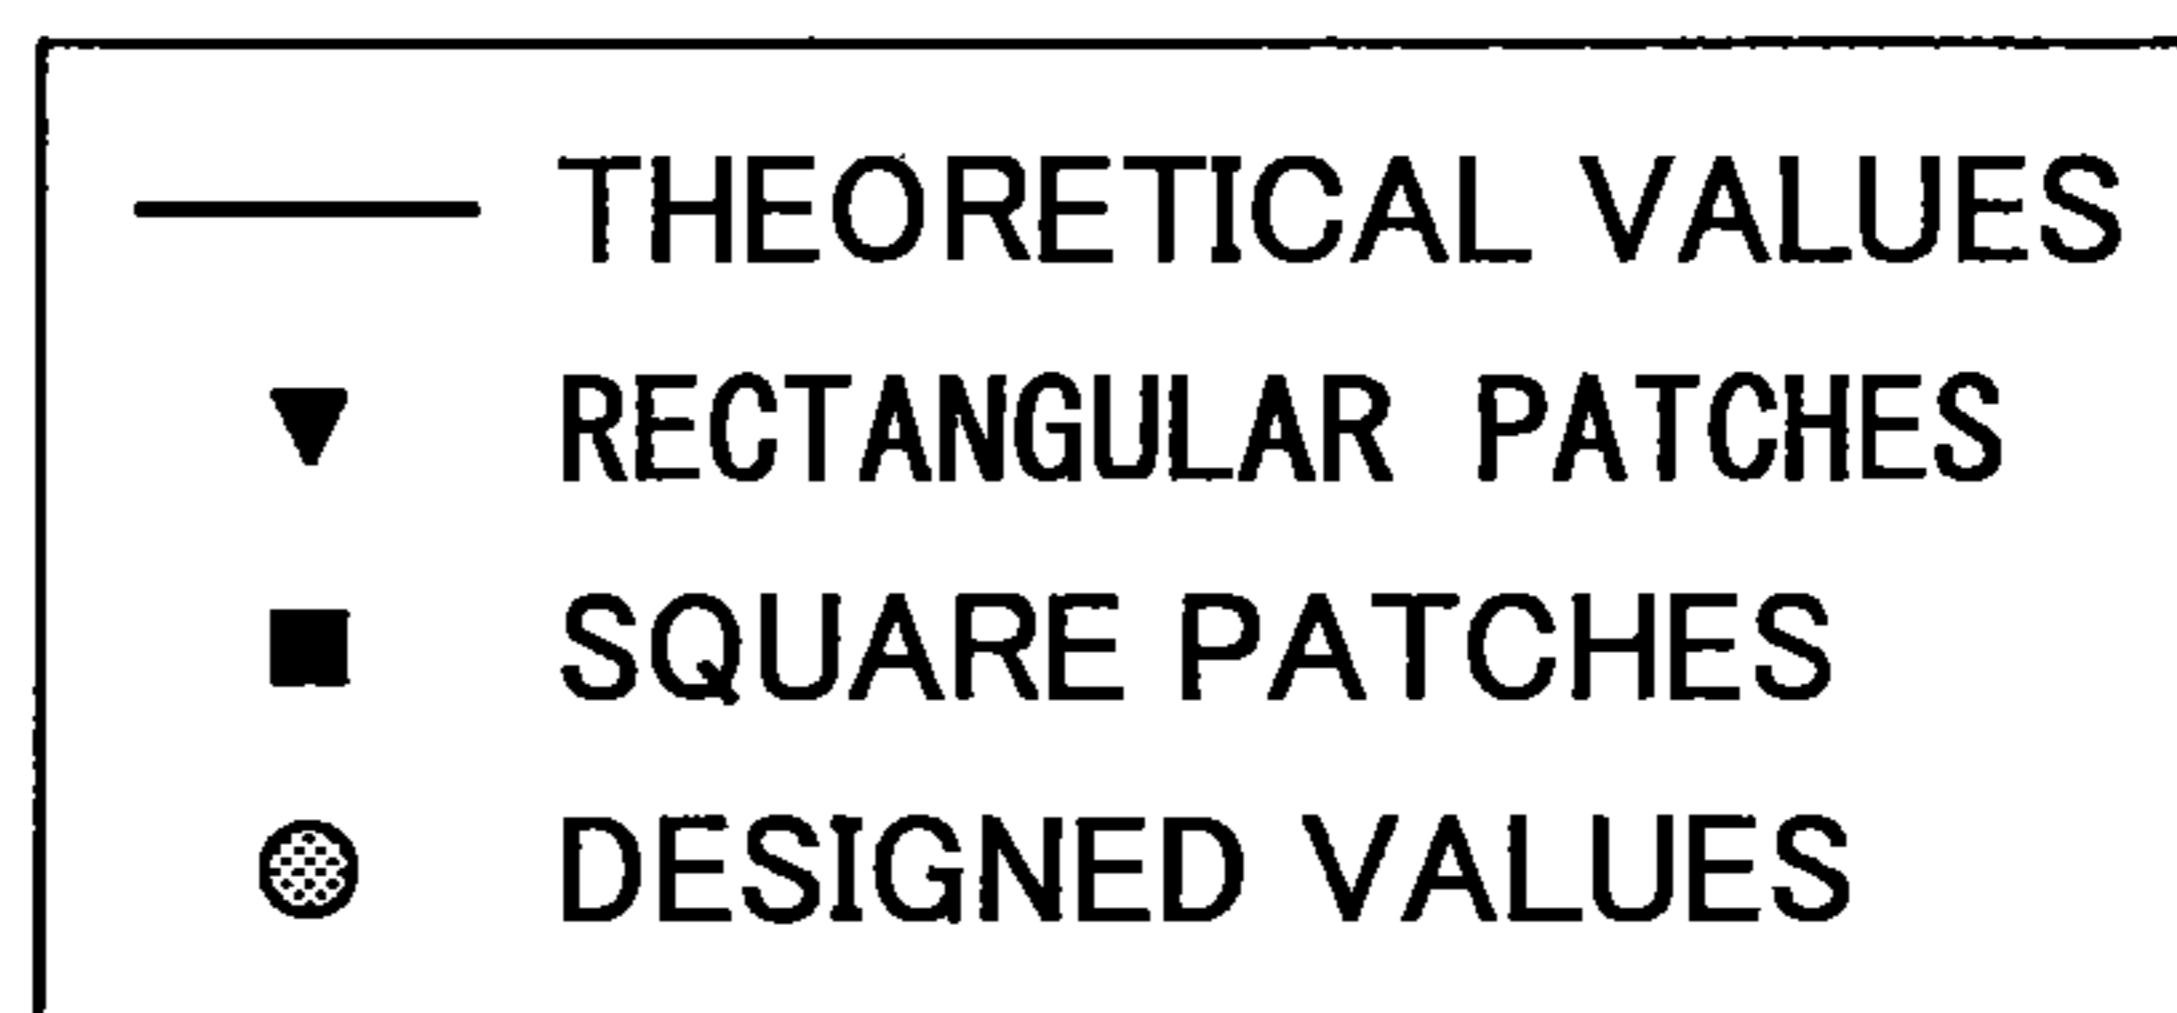 THEORETICAL VALUES
RECTANGULAR PATCHES
SQUARE PATCHES
DESIGNED VALUES